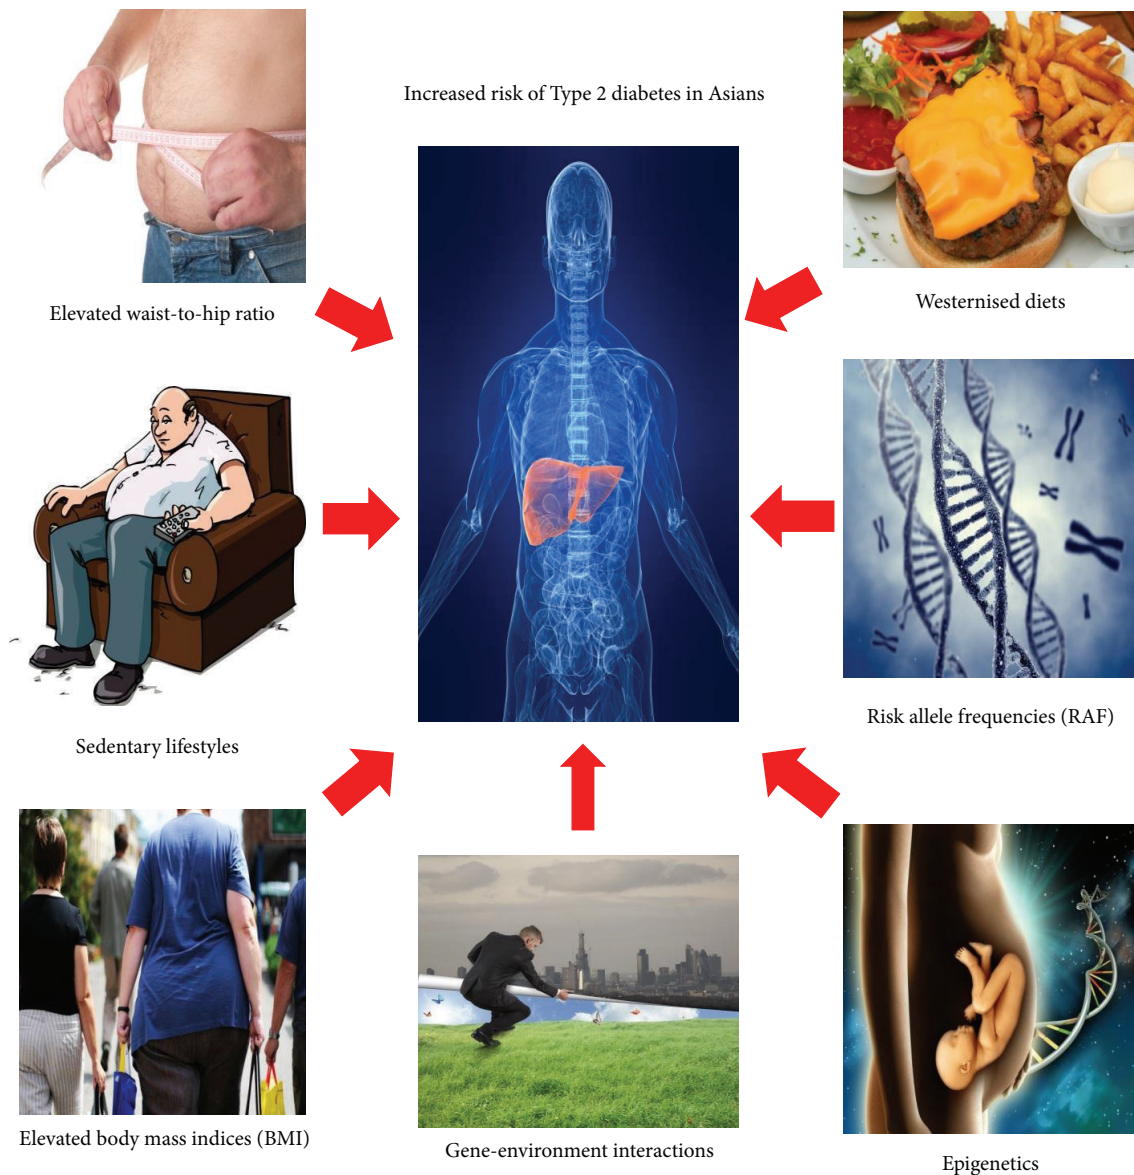 Increased risk of Type 2 diabetes in Asians
Elevated waist-to-hip ratio
Westernised diets
Sedentary lifestyles
Risk allele frequencies (RAF)
Elevated body mass indices (BMI)
Gene-environment interactions
Epigenetics